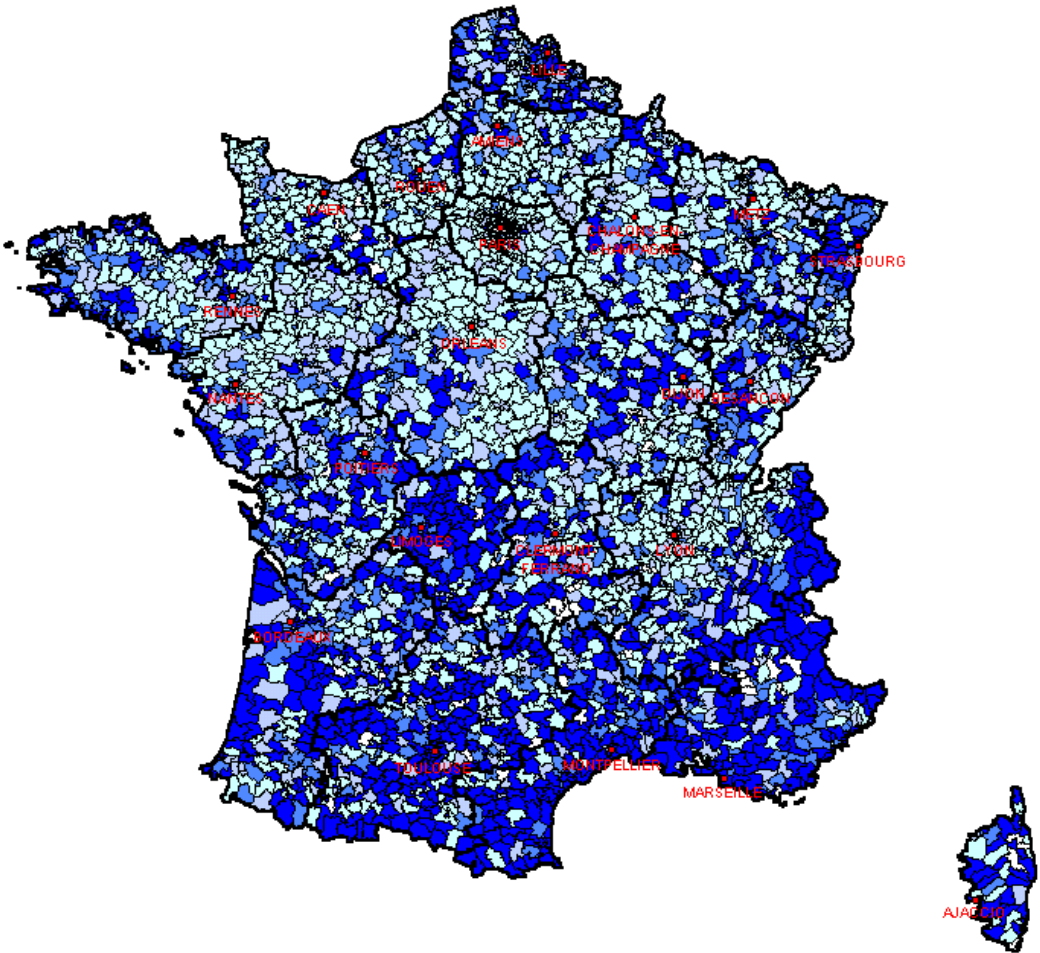 LILLE
AMIENS
ROUEN
CAEN
METZ
CHALONS-EN-
CHAMPAGNE
PARIS
STRASBOURG
RENNES
ORLEANS
NANTES
DIJON
BESANCON
POITIERS
LIMOGES
CLERMONT-
FERRAND
LYON
BORDEAUX
TOULOUSE
MONTPELLIER
MARSEILLE
AJACCIO